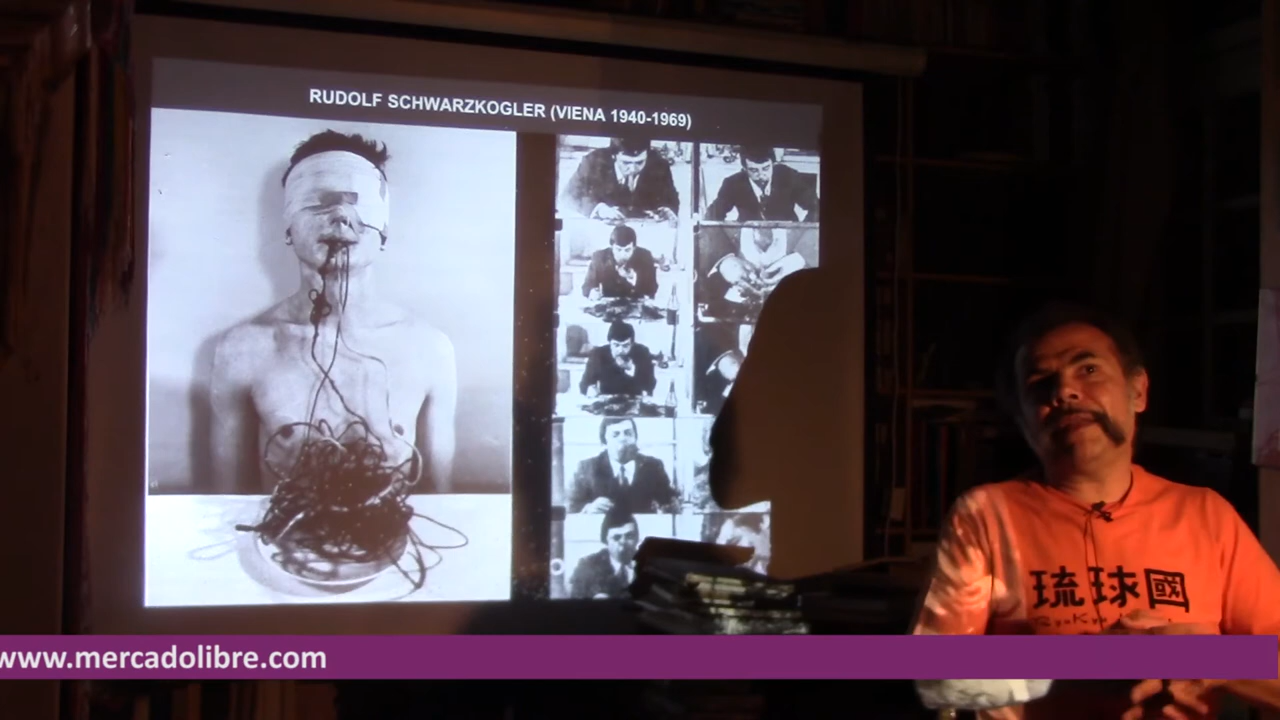 RUDOLF SCHWARZKOGLER (VIENA 1940-1969)
琉球國
www.mercadolibre.com